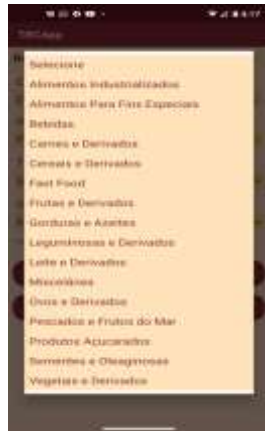 Selecione
Alimentos Industrializados
Alimentos Para Fins Especiais
Bebidas
Carnes e Derivados
Cereais e Derivados
Fast Food
Frutas e Derivados
Gorduras e Azeites
Leguminosas e Derivados
Leite e Derivados
Miscelânea
Ovos e Derivados
Pescados e Frutos do Mar
Produtos Açucarados
Sementes e Oleaginosas
Vegetais e Derivados